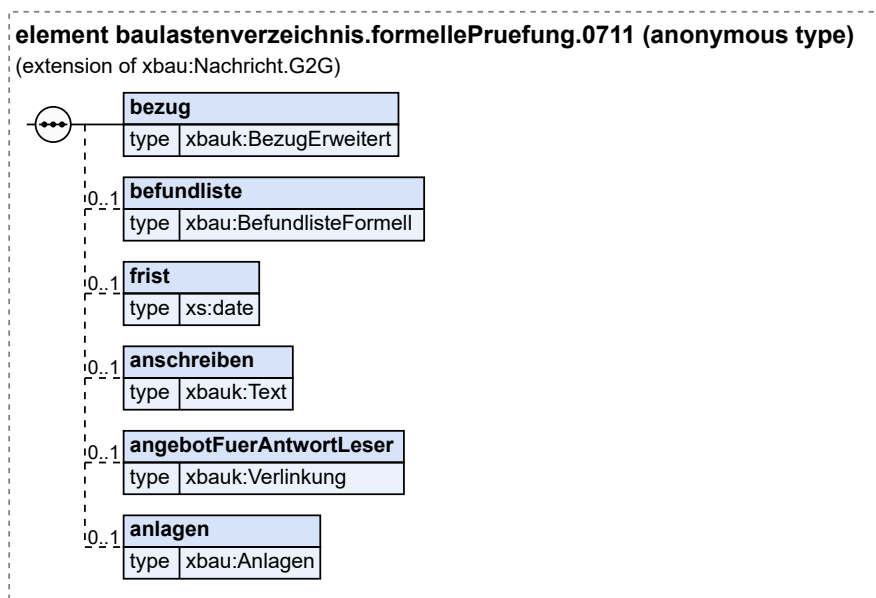 element baulastenverzeichnis.formellePruefung.0711 (anonymous type)
(extension of xbau:Nachricht.G2G)
bezug
type xbauk:BezugErweitert
0..1 befundliste
type xbau:BefundlisteFormell
0..1 frist
type xs:date
0..1 anschreiben
type xbauk:Text
0..1 angebotFuerAntwortLeser
type xbauk:Verlinkung
0..1 anlagen
type xbau:Anlagen